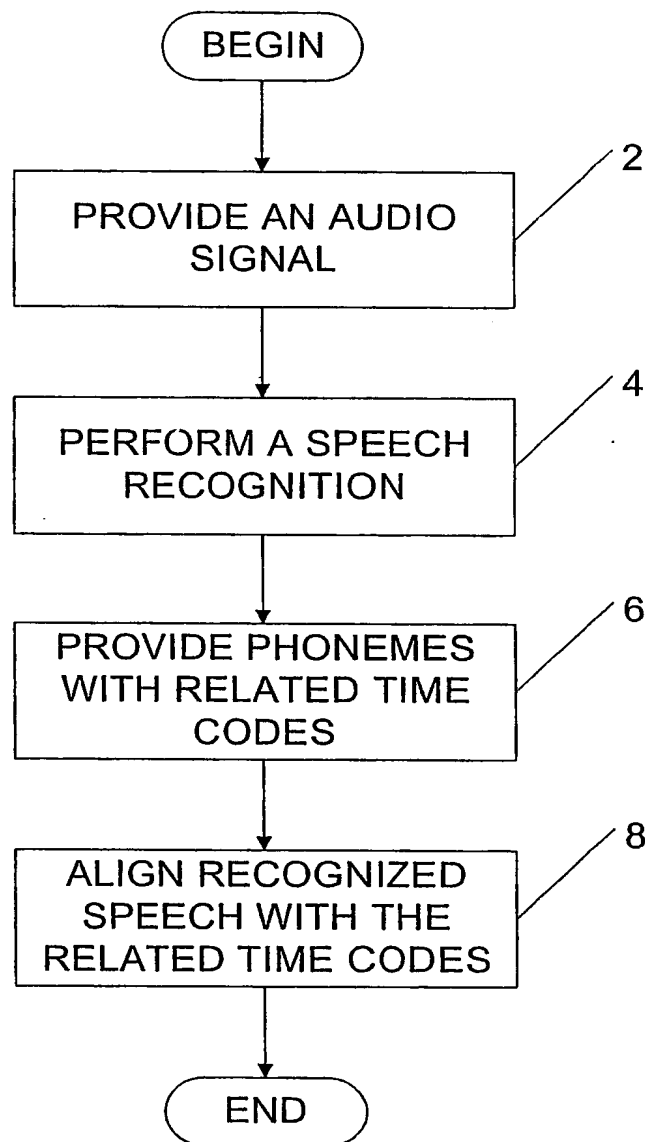 BEGIN
2
PROVIDE AN AUDIO
SIGNAL
4
PERFORM A SPEECH
RECOGNITION
6
PROVIDE PHONEMES
WITH RELATED TIME
CODES
8
ALIGN RECOGNIZED
SPEECH WITH THE
RELATED TIME CODES
END